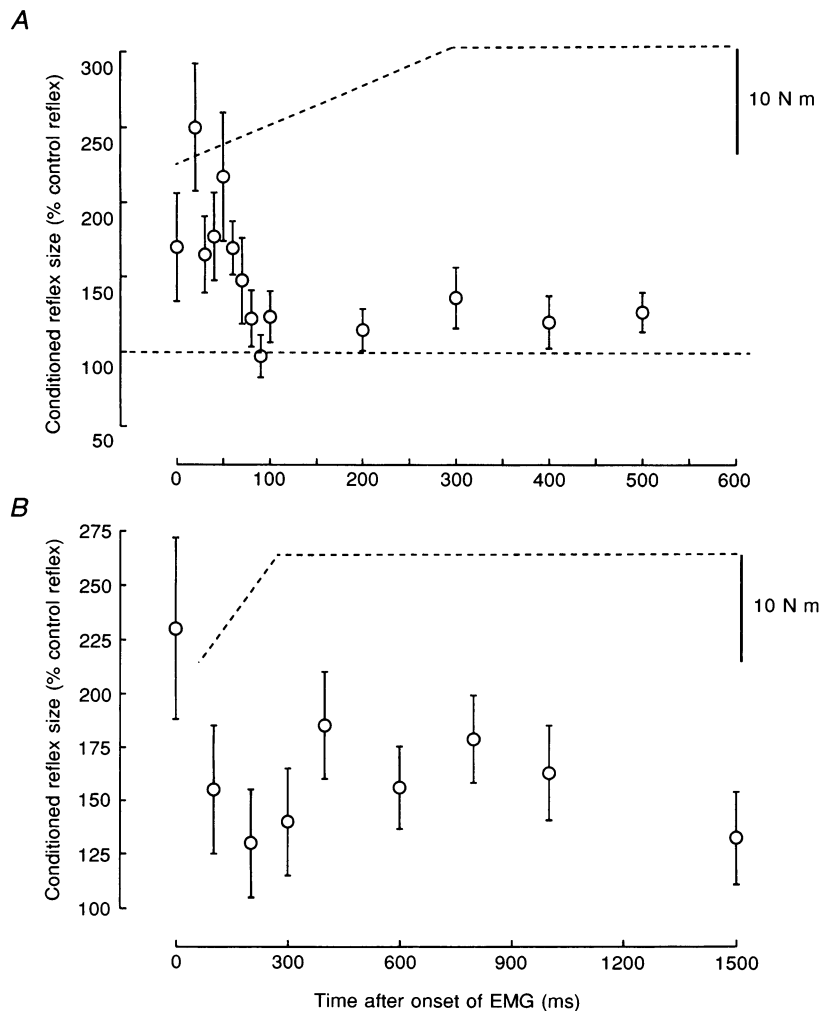 A
Conditioned reflex size (% control reflex)
300
250
200
150
100
50
10 N m
0 100 200 300 400 500 600
B
Conditioned reflex size (% control reflex)
275
250
225
200
175
150
125
100
10 N m
0 300 600 900 1200 1500
Time after onset of EMG (ms)